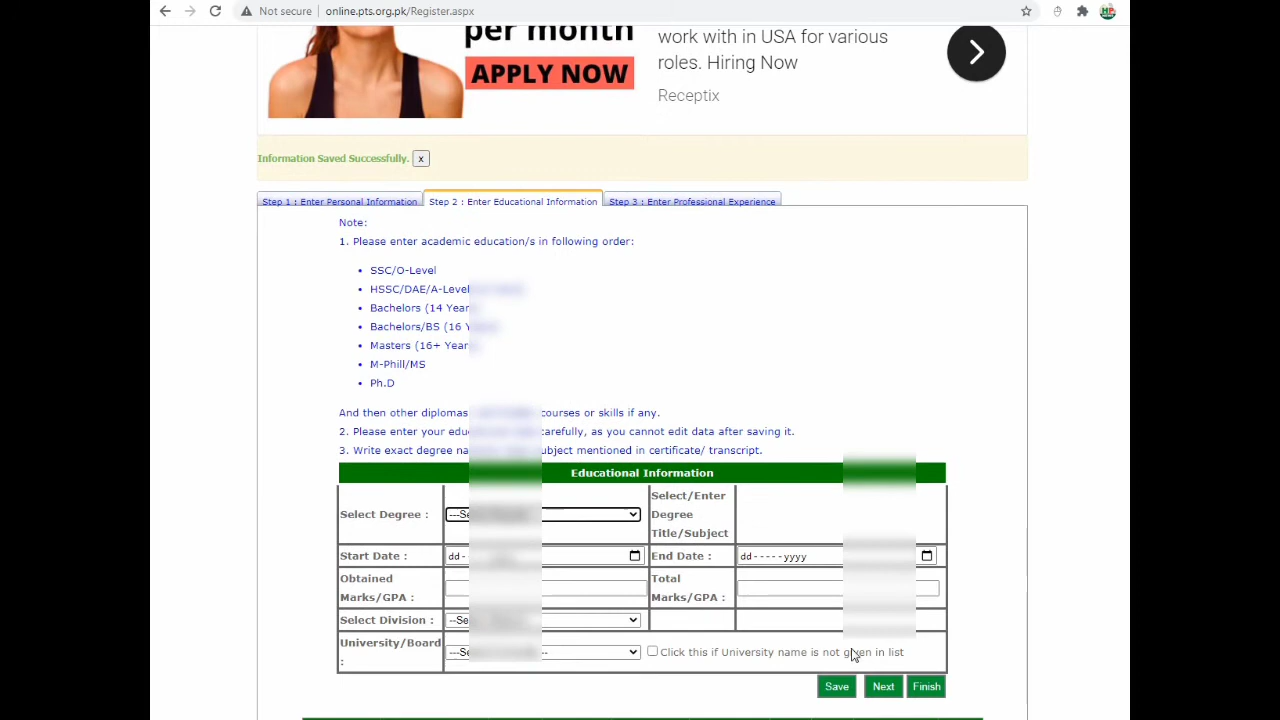 Not secure online.pts.org.pk/Register.aspx
per month
APPLY NOW
work with in USA for various
roles. Hiring Now
Receptix
Information Saved Successfully. x
Step 1 : Enter Personal Information Step 2 : Enter Educational Information Step 3 : Enter Professional Experience
Note:
1. Please enter academic education/s in following order:
• SSC/O-Level
• HSSC/DAE/A-Level
• Bachelors (14 Year
• Bachelors/BS (16
• Masters (16+ Year
• M-Phill/MS
• Ph.D
And then other diplomas courses or skills if any.
2. Please enter your carefully, as you cannot edit data after saving it.
3. Write exact degree subject mentioned in certificate/ transcript.
Educational Information
Select Degree :
Select/Enter
Degree
Title/Subject
Start Date : dd- End Date : dd-----yyyy
Obtained
Marks/GPA :
Total
Marks/GPA :
Select Division :
University/Board
:
Click this if University name is not given in list
Save Next Finish